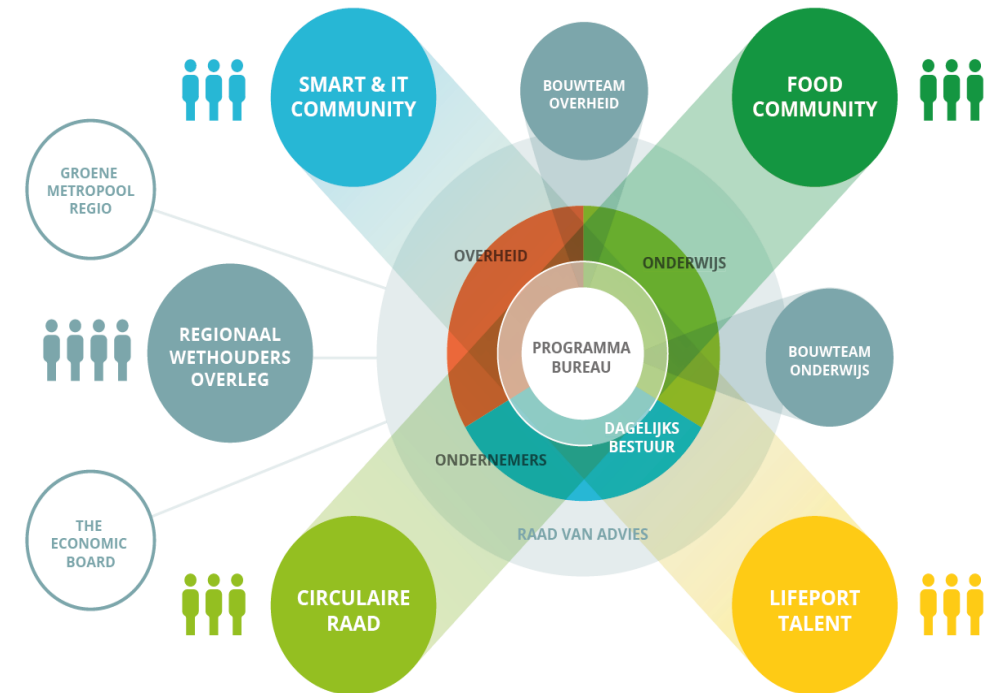 SMART & IT
COMMUNITY
BOUWTEAM
OVERHEID
FOOD
COMMUNITY
GROENE
METROPOOL
REGIO
OVERHEID
ONDERWIJS
REGIONAAL
WETHOUDERS
OVERLEG
PROGRAMMA
BUREAU
BOUWTEAM
ONDERWIJS
DAGELIJKS
BESTUUR
ONDERNEMERS
RAAD VAN ADVIES
THE
ECONOMIC
BOARD
CIRCULAIRE
RAAD
LIFEPORT
TALENT